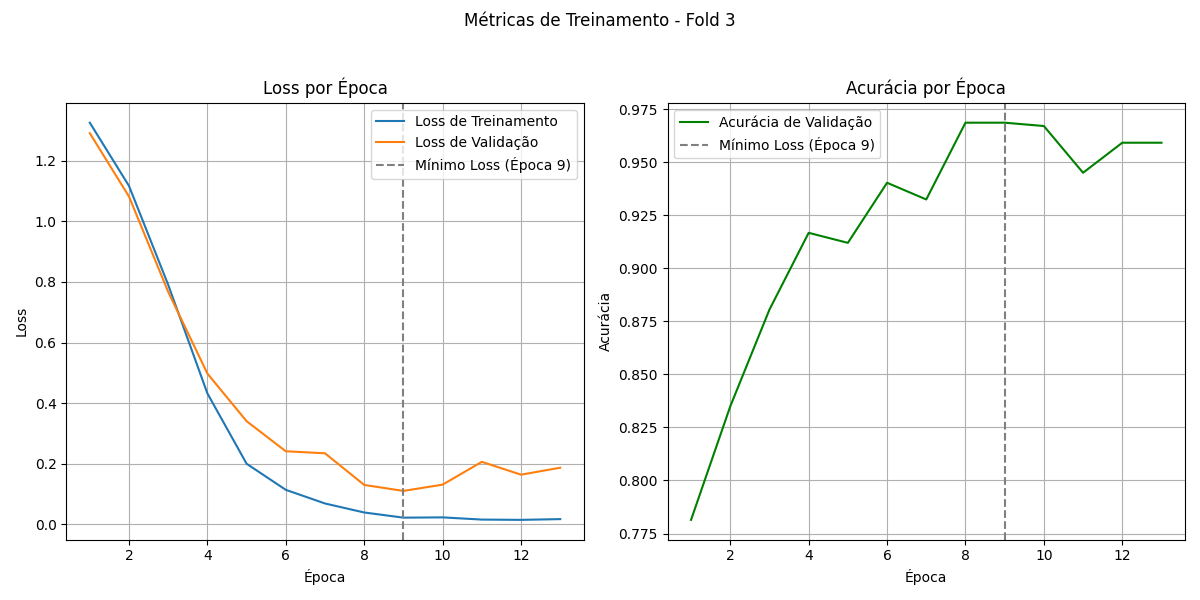 Métricas de Treinamento - Fold 3
Loss por Época
Loss de Treinamento
Loss de Validação
Mínimo Loss (Época 9)
1.2
1.0
0.8
0.6
0.4
0.2
0.0
Loss
2 4 6 8 10 12
Época
Acurácia por Época
Acurácia de Validação
Mínimo Loss (Época 9)
0.975
0.950
0.925
0.900
0.875
0.850
0.825
0.800
0.775
Acurácia
2 4 6 8 10 12
Época